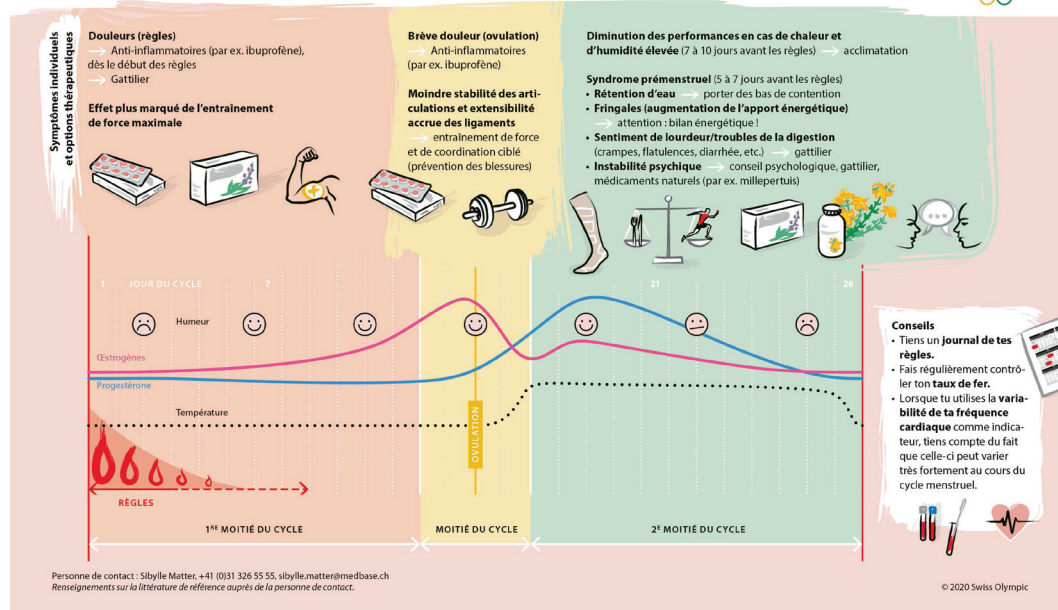 Symptômes individuels
et options thérapeutiques
Douleurs (règles)
→ Anti-inflammatoires (par ex. ibuprofène),
dès le début des règles
→ Gattilier
Effet plus marqué de l'entraînement
de force maximale
Brève douleur (ovulation)
→ Anti-inflammatoires
(par ex. ibuprofène)
Moindre stabilité des arti-
culations et extensibilité
accrue des ligaments
→ entraînement de force
et de coordination ciblé
(prévention des blessures)
Diminution des performances en cas de chaleur et
d'humidité élevée (7 à 10 jours avant les règles) → acclimatation
Syndrome prémenstruel (5 à 7 jours avant les règles)
• Rétention d'eau → porter des bas de contention
• Fringales (augmentation de l'apport énergétique)
→ attention : bilan énergétique !
• Sentiment de lourdeur/troubles de la digestion
(crampes, flatulences, diarrhée, etc.) → gattilier
• Instabilité psychique → conseil psychologique, gattilier,
médicaments naturels (par ex. millepertuis)
1 JOUR DU CYCLE 7 21 28
Humeur
Œstrogènes
Progestérone
Température
OVULATION
RÈGLES
1RE MOITIÉ DU CYCLE
MOITIÉ DU CYCLE
2E MOITIÉ DU CYCLE
Conseils
• Tiens un journal de tes
règles.
• Fais régulièrement contrô-
ler ton taux de fer.
• Lorsque tu utilises la varia-
bilité de ta fréquence
cardiaque comme indica-
teur, tiens compte du fait
que celle-ci peut varier
très fortement au cours du
cycle menstruel.
Personne de contact : Sibylle Matter, +41 (0)31 326 55 55, sibylle.matter@medbase.ch
Renseignements sur la littérature de référence auprès de la personne de contact.
© 2020 Swiss Olympic